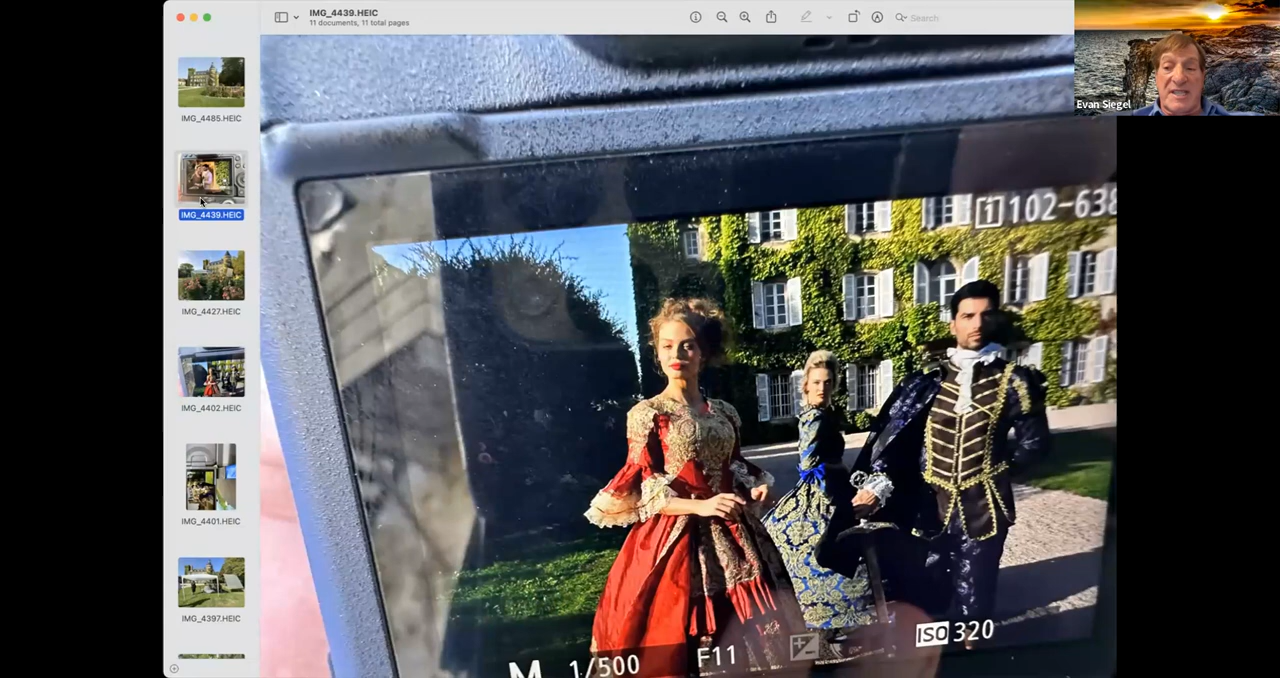 IMG_4439.HEIC
11 documents, 11 total pages
Search
Evan Siegel
IMG_4485.HEIC
IMG_4439.HEIC
IMG_4427.HEIC
IMG_4402.HEIC
IMG_4401.HEIC
IMG_4397.HEIC
1 102-638
M 1/500 F11 ISO 320